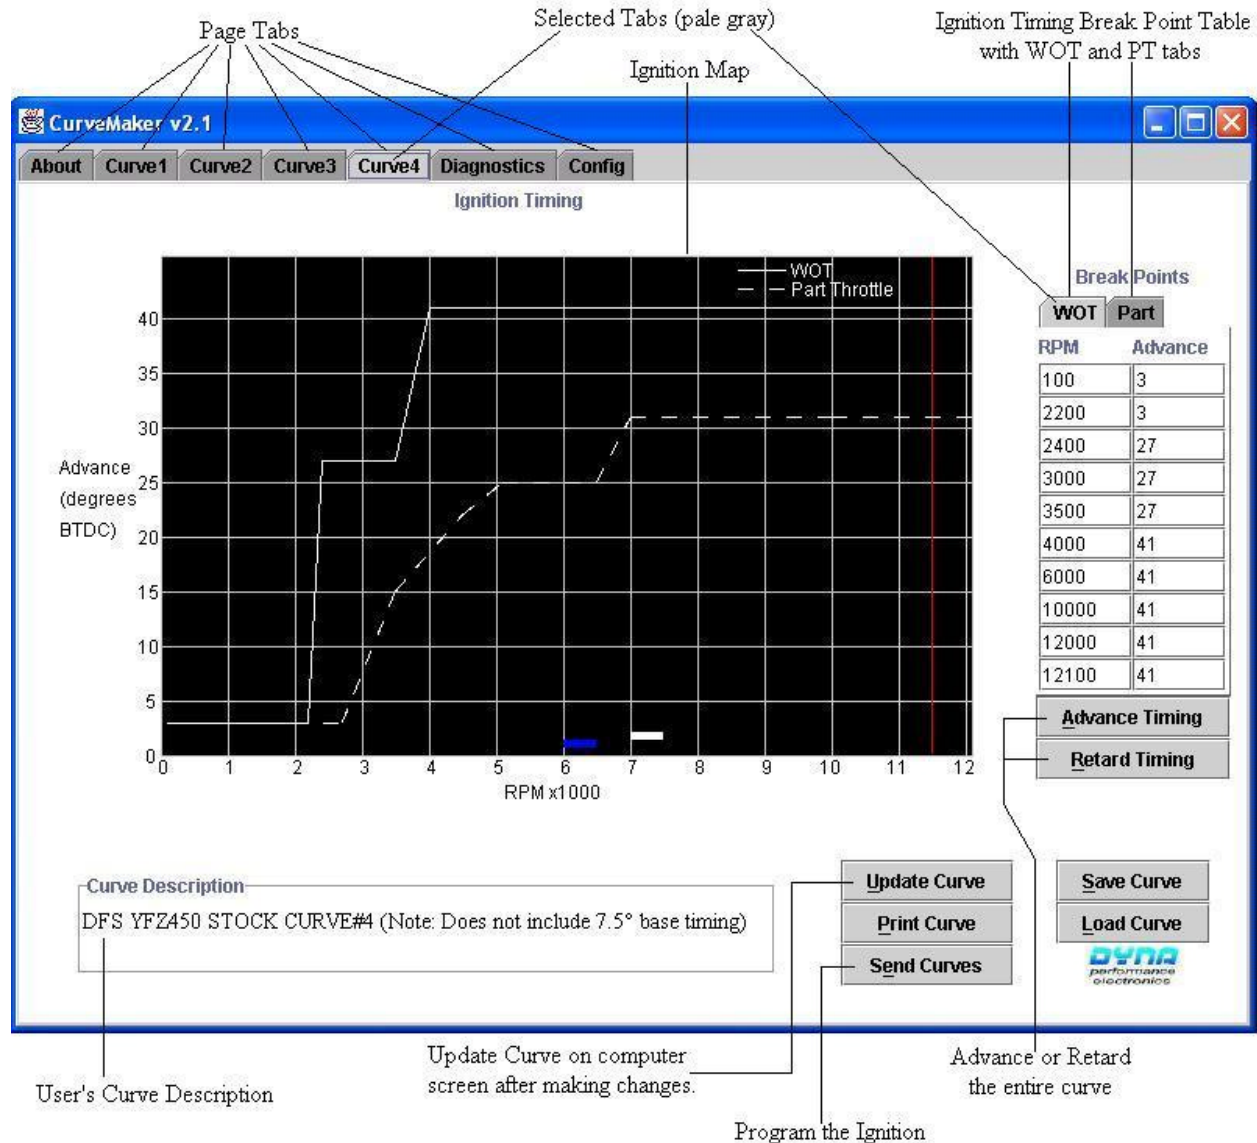 Page Tabs
Selected Tabs (pale gray)
Ignition Timing Break Point Table
with WOT and PT tabs
Ignition Map
CurveMaker v2.1
About Curve1 Curve2 Curve3 Curve4 Diagnostics Config
Ignition Timing
WOT
Part Throttle
40
35
30
25
20
15
10
5
0
Advance
(degrees
BTDC)
0 1 2 3 4 5 6 7 8 9 10 11 12
RPM x1000
Break Points
WOT Part
RPM Advance
100 3
2200 3
2400 27
3000 27
3500 27
4000 41
6000 41
10000 41
12000 41
12100 41
Advance Timing
Retard Timing
Curve Description
DFS YFZ450 STOCK CURVE#4 (Note: Does not include 7.5° base timing)
Update Curve
Print Curve
Send Curves
Save Curve
Load Curve
DYNA
performance
electronics
User's Curve Description
Update Curve on computer
screen after making changes.
Advance or Retard
the entire curve
Program the Ignition